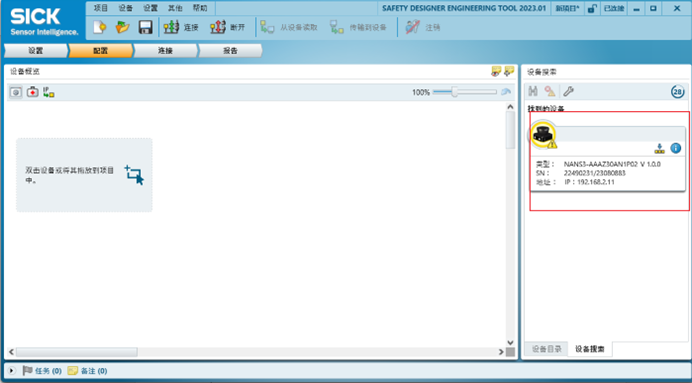 SICK
Sensor Intelligence.
项目 设备 设置 其他 帮助
SAFETY DESIGNER ENGINEERING TOOL 2023.01
新项目* 已连接
连接 断开 从设备读取 传输到设备 注销
设置 配置 连接 报告
设备概览
100%
双击设备或将其拖放到项目
中。
设备搜索
28
找到的设备
类型： NANS3-AAAZ30AN1P02 V 1.0.0
SN： 22490231/23080883
地址： IP：192.168.2.11
设备目录 设备搜索
任务 (0) 备注 (0)